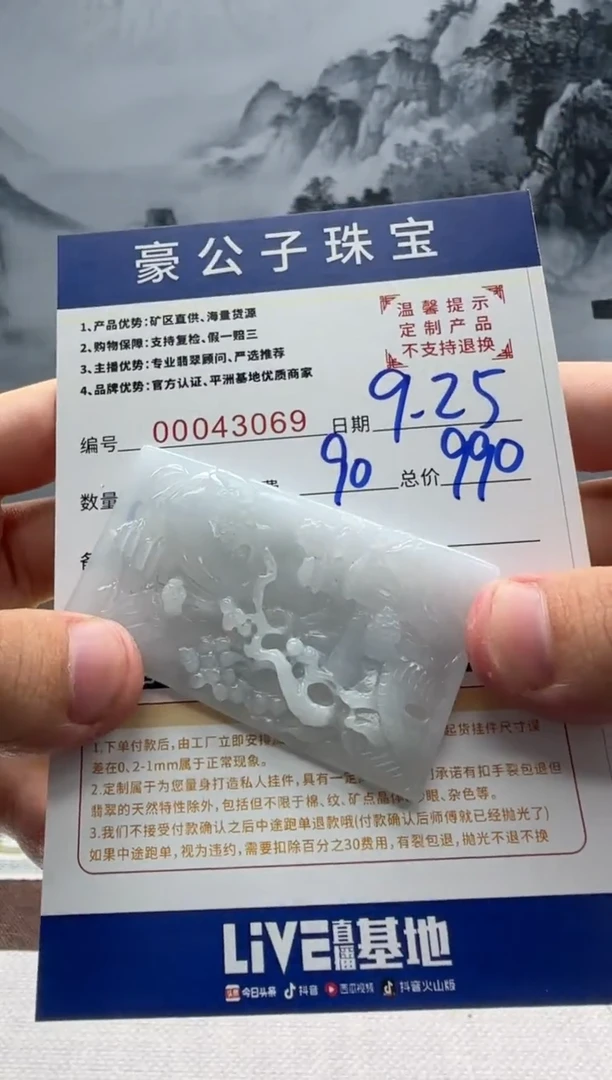 豪公子珠宝
1、产品优势:矿区直供、海量货源
2、购物保障:支持复检、假一赔三
3、主播优势:专业翡翠顾问、严选推荐
4、品牌优势:官方认证、平洲基地优质商家
温馨提示
定制产品
不支持退换
编号 00043069 日期 9.25
数量 90 总价 990
1.下单付款后,由工厂立即安排 起货挂件尺寸误
差在0、2-1mm属于正常现象。
2.定制属于为您量身打造私人挂件,具有一定 承诺有扣手裂包退但
翡翠的天然特性除外,包括但不限于棉、纹、矿点晶体 眼、杂色等。
3.我们不接受付款确认之后中途跑单退款哦(付款确认后师傅就已经抛光了)
如果中途跑单,视为违约,需要扣除百分之30费用,有裂包退,抛光不退不换
LiVE直播基地
头条 今日头条 抖音 西瓜视频 抖音火山版